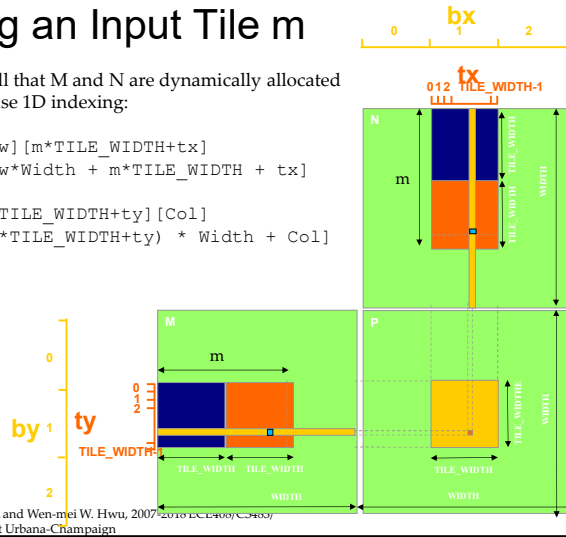 g an Input Tile m
ll that M and N are dynamically allocated
se 1D indexing:
w][m*TILE_WIDTH+tx]
w*Width + m*TILE_WIDTH + tx]
TILE_WIDTH+ty][Col]
*TILE_WIDTH+ty) * Width + Col]
bx
0 1 2
tx
0 1 2 TILE_WIDTH-1
N
m
TILE_WIDTH
TILE_WIDTH
WIDTH
M
m
P
by
0
1
2
ty
0
1
2
TILE_WIDTH-1
TILE_WIDTH TILE_WIDTH
WIDTH
TILE_WIDTHE
WIDTH
TILE_WIDTH
WIDTH
and Wen-mei W. Hwu, 2007-2018 ECE408/CS483/
t Urbana-Champaign